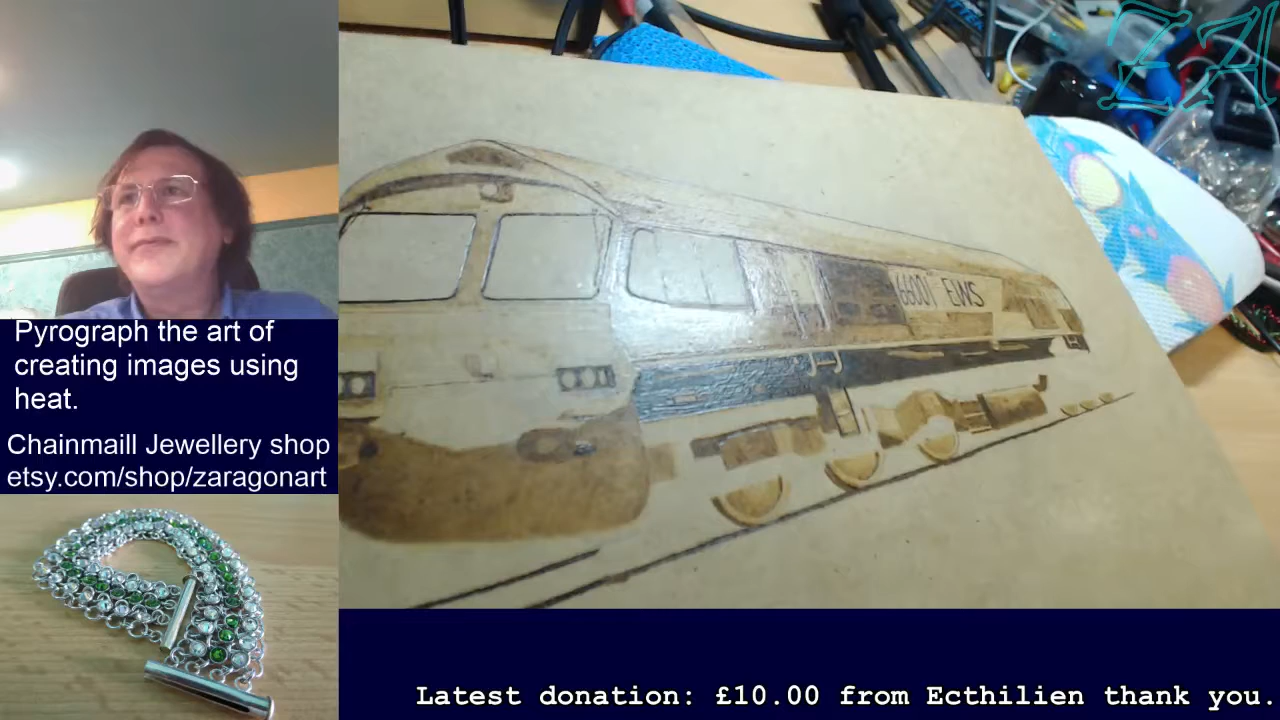 ZA
Pyrograph the art of
creating images using
heat.
Chainmaill Jewellery shop
etsy.com/shop/zaragonart
66001 EWS
Latest donation: £10.00 from Ecthilien thank you.